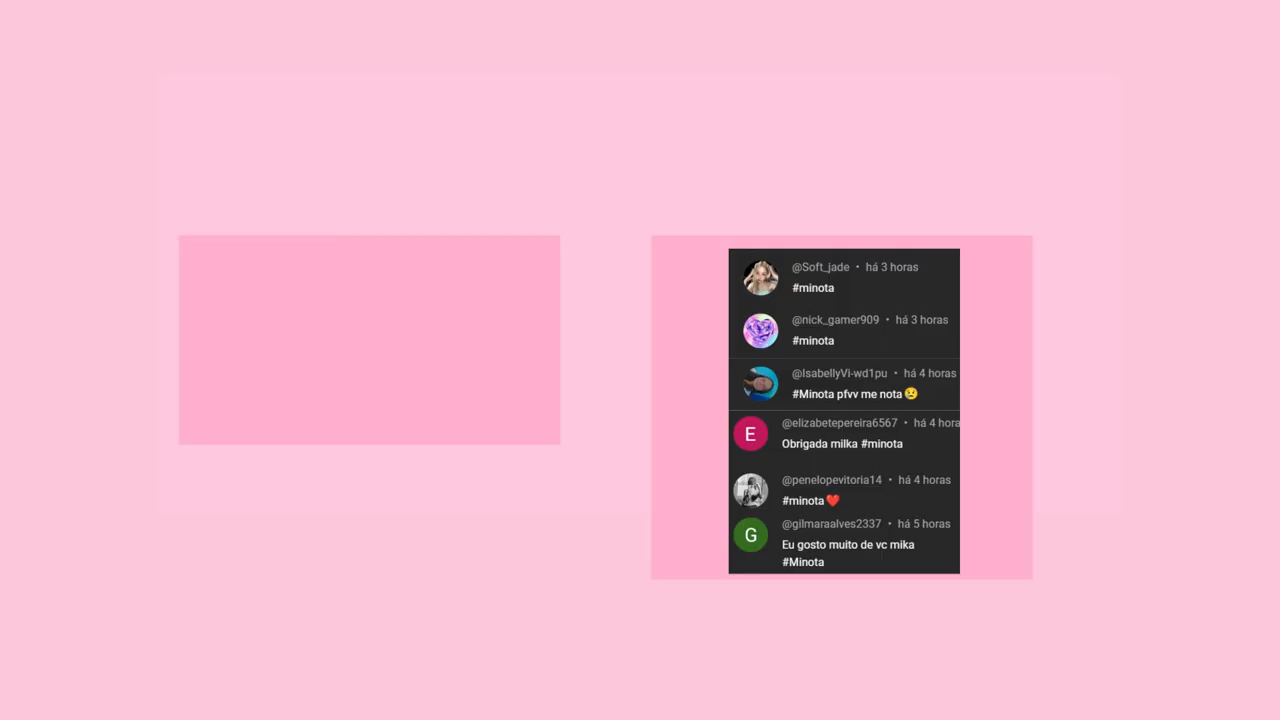 @Soft_jade • há 3 horas
#minota
@nick_gamer909 • há 3 horas
#minota
@IsabellyVi-wd1pu • há 4 horas
#Minota pfvv me nota😢
E
@elizabetepereira6567 • há 4 hora
Obrigada milka #minota
@penelopevitoria14 • há 4 horas
#minota❤️
G
@gilmaraalves2337 • há 5 horas
Eu gosto muito de vc mika
#Minota